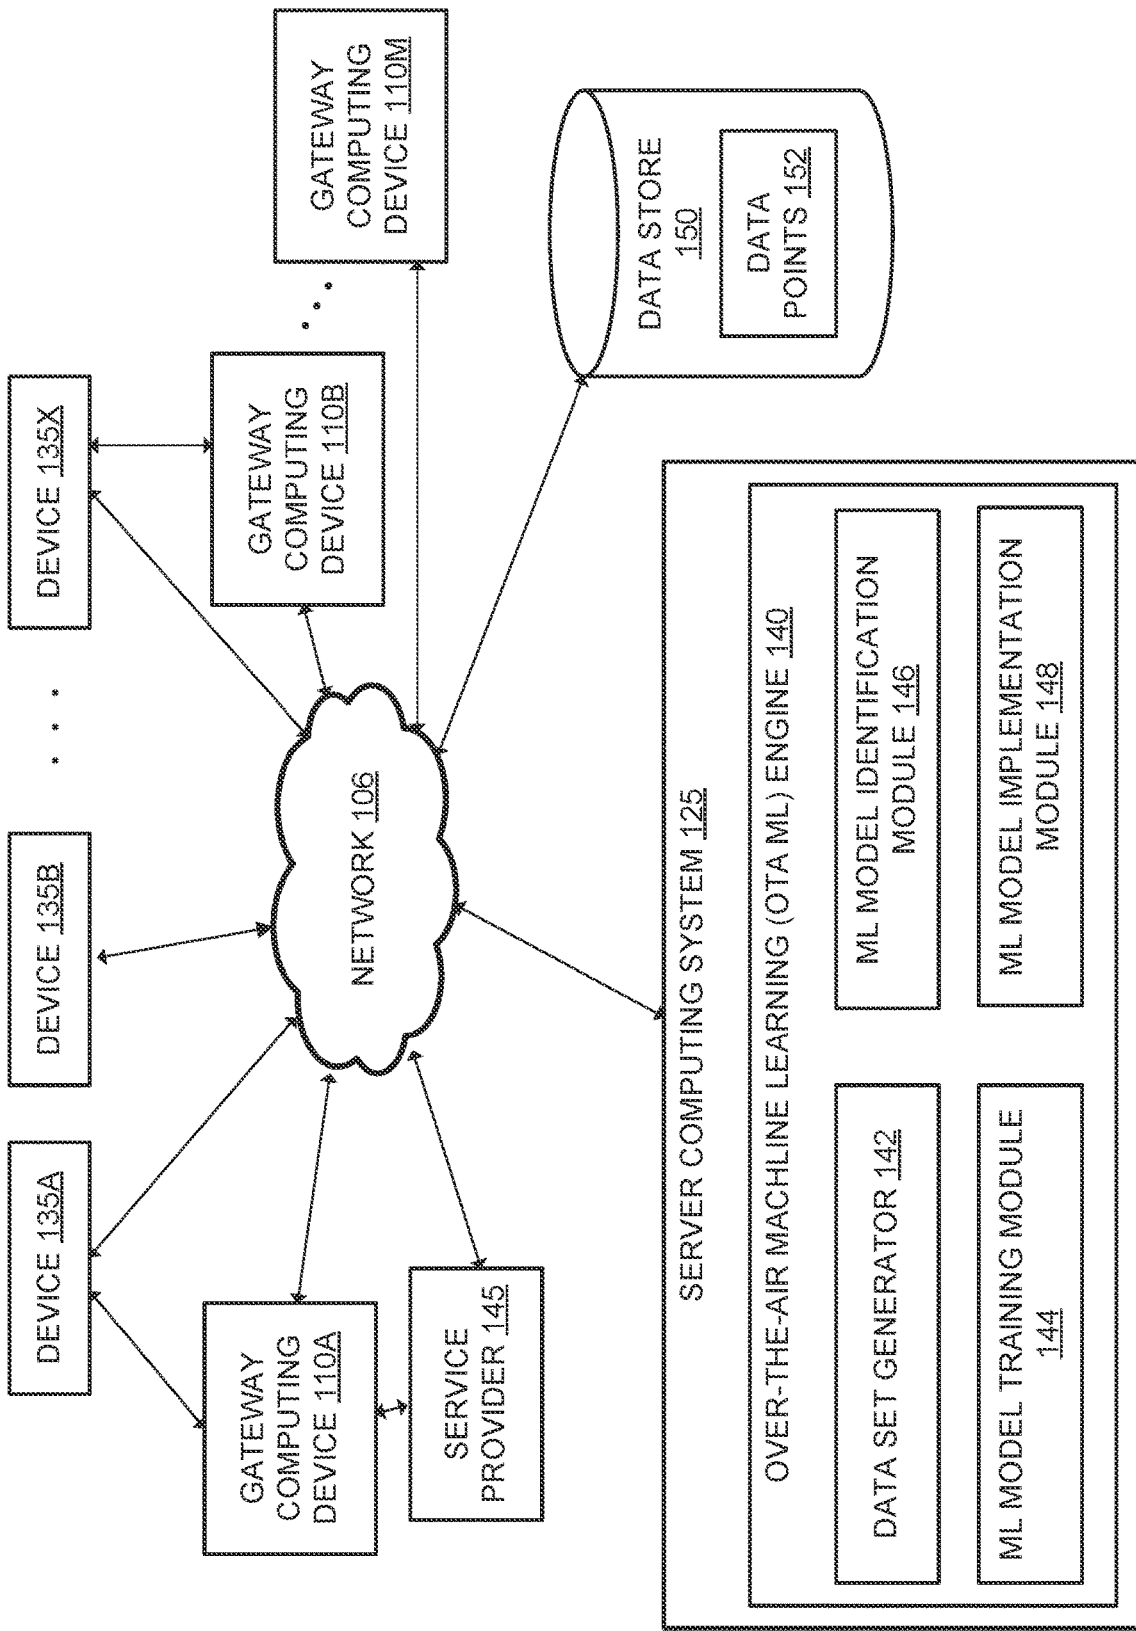 DEVICE 135A
DEVICE 135B
. . .
DEVICE 135X
GATEWAY
COMPUTING
DEVICE 110A
GATEWAY
COMPUTING
DEVICE 110B
. . .
GATEWAY
COMPUTING
DEVICE 110M
SERVICE
PROVIDER 145
NETWORK 106
DATA STORE
150
DATA
POINTS 152
SERVER COMPUTING SYSTEM 125
OVER-THE-AIR MACHLINE LEARNING (OTA ML) ENGINE 140
DATA SET GENERATOR 142
ML MODEL IDENTIFICATION
MODULE 146
ML MODEL TRAINING MODULE
144
ML MODEL IMPLEMENTATION
MODULE 148